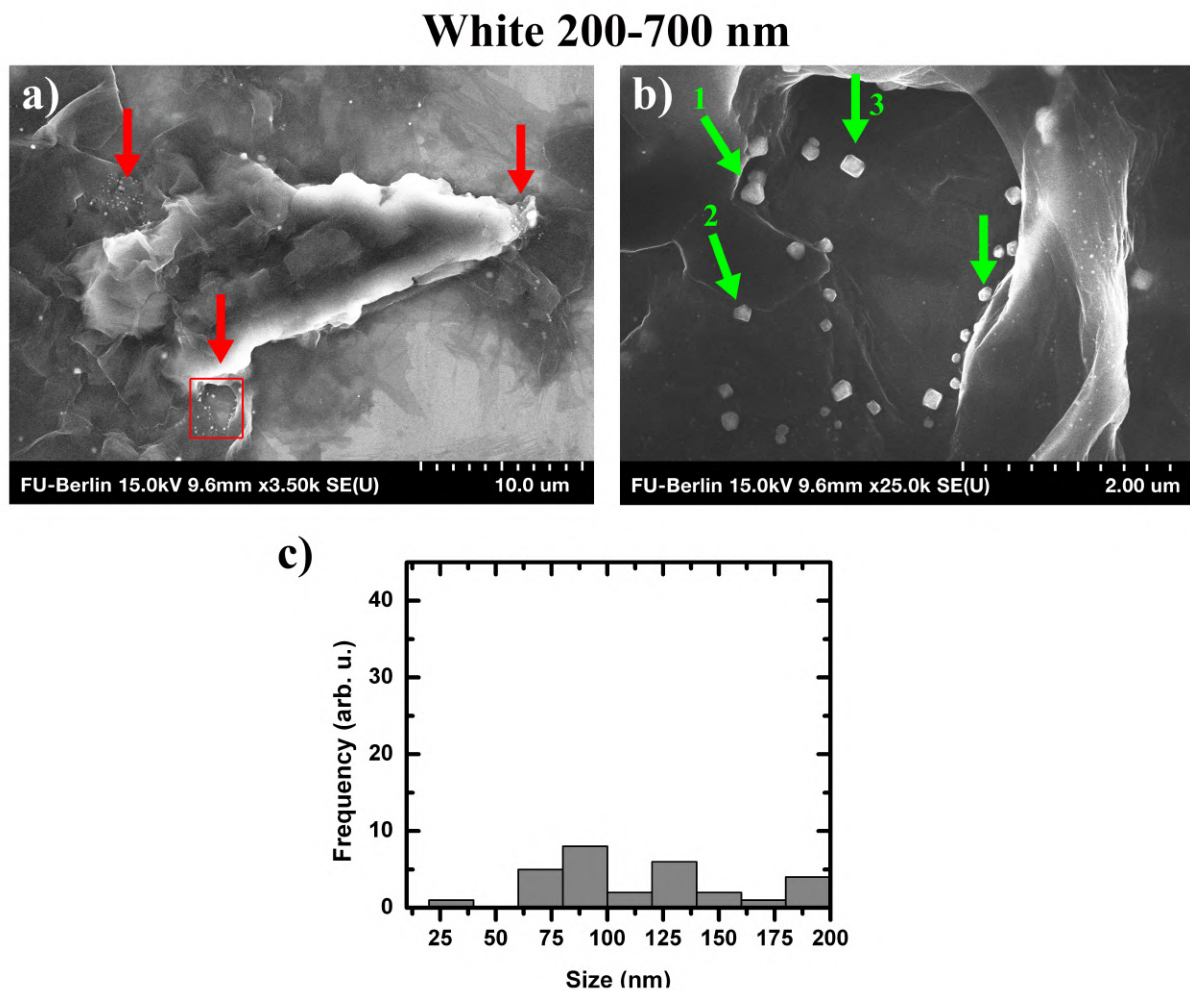 White 200-700 nm
a)
FU-Berlin 15.0kV 9.6mm x3.50k SE(U)
10.0 um
b)
1
2
3
FU-Berlin 15.0kV 9.6mm x25.0k SE(U)
2.00 um
c)
Frequency (arb. u.)
40
30
20
10
0
25 50 75 100 125 150 175 200
Size (nm)